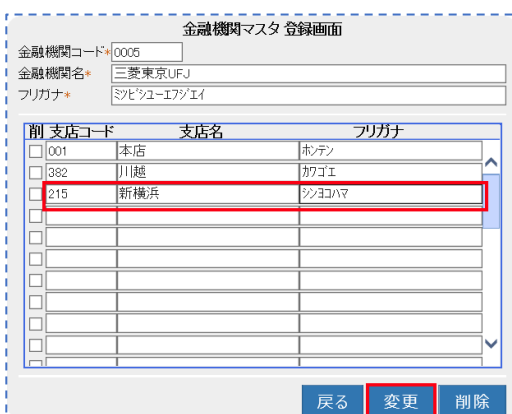 金融機関マスタ 登録画面
金融機関コード* 0005
金融機関名* 三菱東京UFJ
フリガナ* ミツビシユーエフジエイ
削 支店コード 支店名 フリガナ
001 本店 ホンテン
382 川越 カワゴエ
215 新横浜 シンヨコハマ
戻る 変更 削除